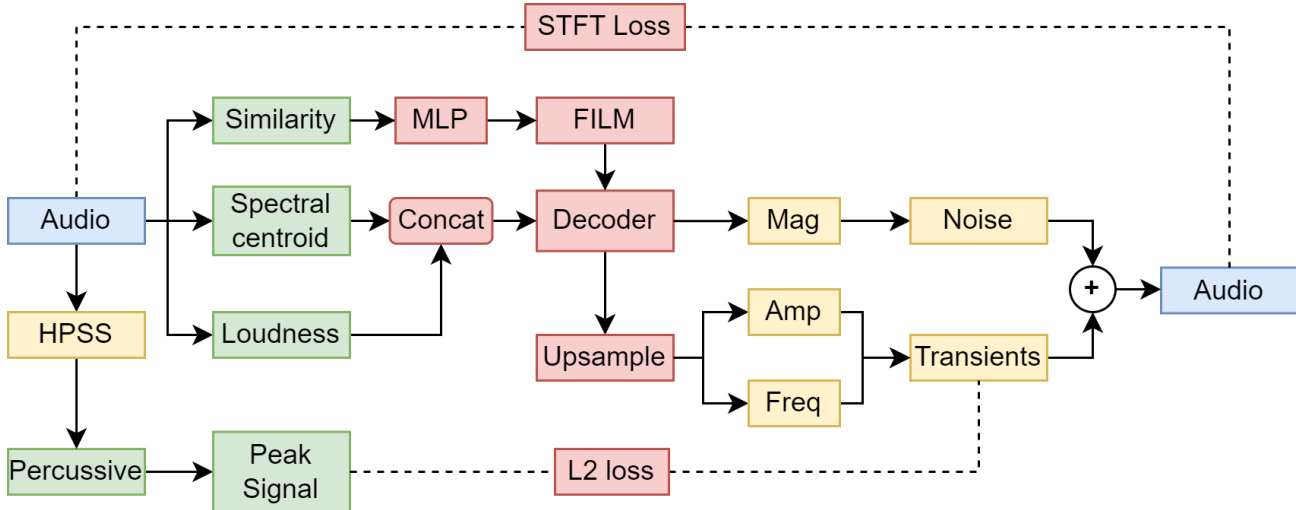 STFT Loss
Similarity
MLP
FILM
Audio
Spectral
centroid
Concat
Decoder
Mag
Noise
+
Audio
HPSS
Loudness
Upsample
Amp
Freq
Transients
Percussive
Peak
Signal
L2 loss